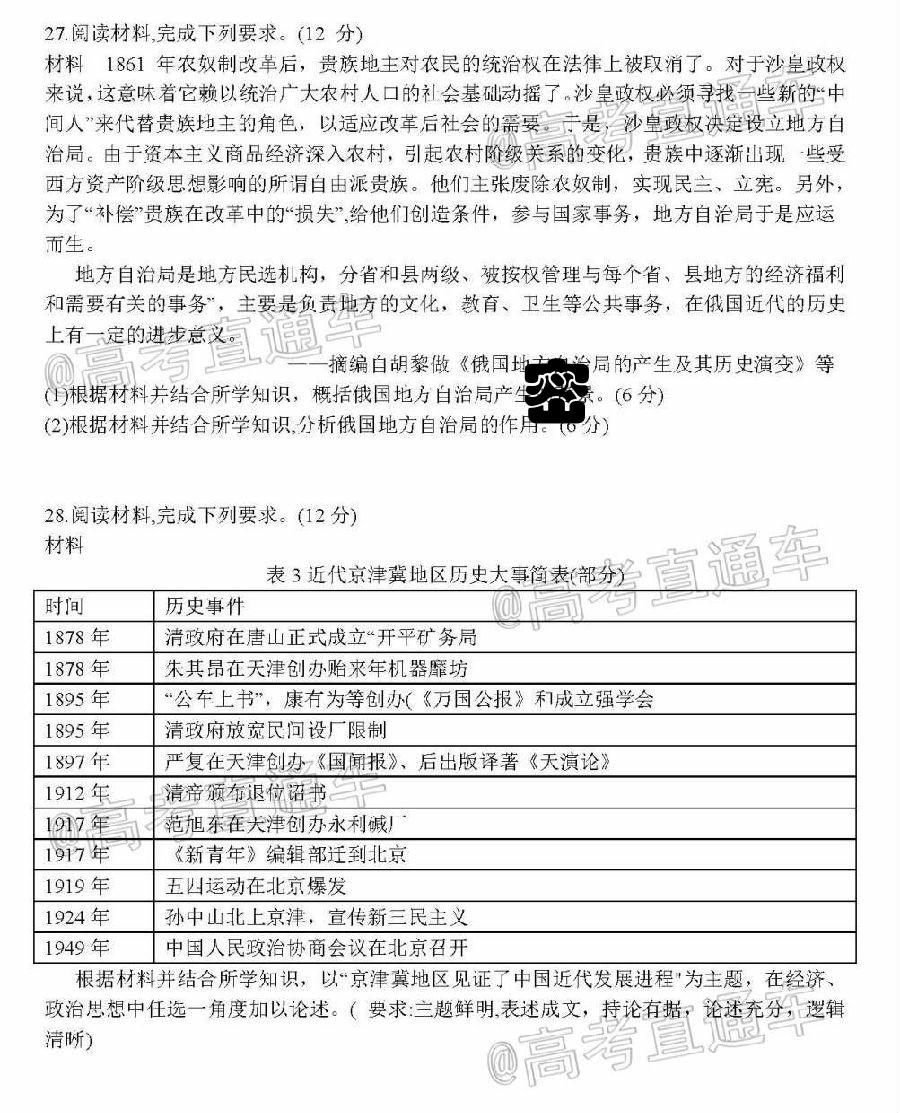 27.阅读材料,完成下列要求。(12 分)
材料 1861 年农奴制改革后，贵族地主对农民的统治权在法律上被取消了。对于沙皇政权
来说，这意味着它赖以统治广大农村人口的社会基础动摇了。沙皇政权必须寻找一些新的“中
间人”来代替贵族地主的角色，以适应改革后社会的需要。于是，沙皇政权决定设立地方自
治局。由于资本主义商品经济深入农村，引起农村阶级关系的变化，贵族中逐渐出现一些受
西方资产阶级思想影响的所谓自由派贵族。他们主张废除农奴制，实现民主、立宪。另外，
为了“补偿”贵族在改革中的“损失”,给他们创造条件，参与国家事务，地方自治局于是应运
而生。
地方自治局是地方民选机构，分省和县两级、被按权管理与每个省、县地方的经济福利
和需要有关的事务”，主要是负责地方的文化，教育、卫生等公共事务，在俄国近代的历史
上有一定的进步意义。
——摘编自胡黎做《俄国地方自治局的产生及其历史演变》等
(1)根据材料并结合所学知识，概括俄国地方自治局产生 。(6 分)
(2)根据材料并结合所学知识,分析俄国地方自治局的作用。(6 分)
28.阅读材料,完成下列要求。(12 分)
材料
表 3 近代京津冀地区历史大事简表(部分)
时间 历史事件
1878 年 清政府在唐山正式成立“开平矿务局
1878 年 朱其昂在天津创办贻来年机器靡坊
1895 年 “公车上书”，康有为等创办(《万国公报》和成立强学会
1895 年 清政府放宽民间设厂限制
1897 年 严复在天津创办《国闻报》、后出版译著《天演论》
1912 年 清帝颁布退位诏书
1917 年 范旭东在天津创办永利碱厂
1917 年 《新青年》编辑部迁到北京
1919 年 五四运动在北京爆发
1924 年 孙中山北上京津，宣传新三民主义
1949 年 中国人民政治协商会议在北京召开
根据材料并结合所学知识，以“京津冀地区见证了中国近代发展进程"为主题，在经济、
政治思想中任选一角度加以论述。( 要求:主题鲜明,表述成文，持论有据，论述充分，逻辑
清晰)
@高考直通车
@高考直通车
@高考直通车
@高考直通车
@高考直通车